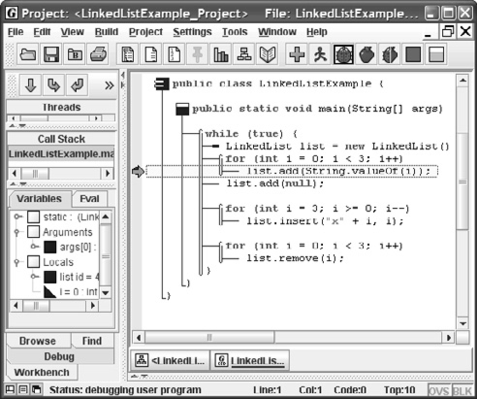 Project: <LinkedListExample_Project> File: LinkedListExample...
File Edit View Build Project Settings Tools Window Help
Threads
Call Stack
LinkedListExample.ma
Variables Eval
static : (Link
Arguments
args[0] :
Locals
list id = 4
i = 0 : int
Browse Find
Debug
Workbench
public class LinkedListExample {
public static void main(String[] args)
while (true) {
LinkedList list = new LinkedList()
for (int i = 0; i < 3; i++)
list.add(String.valueOf(i));
list.add(null);
for (int i = 3; i >= 0; i--)
list.insert("x" + i, i);
for (int i = 0; i < 3; i++)
list.remove(i);
}
}
}
<LinkedLi... LinkedLis...
Status: debugging user program Line:1 Col:1 Code:0 Top:10 OVS BLK